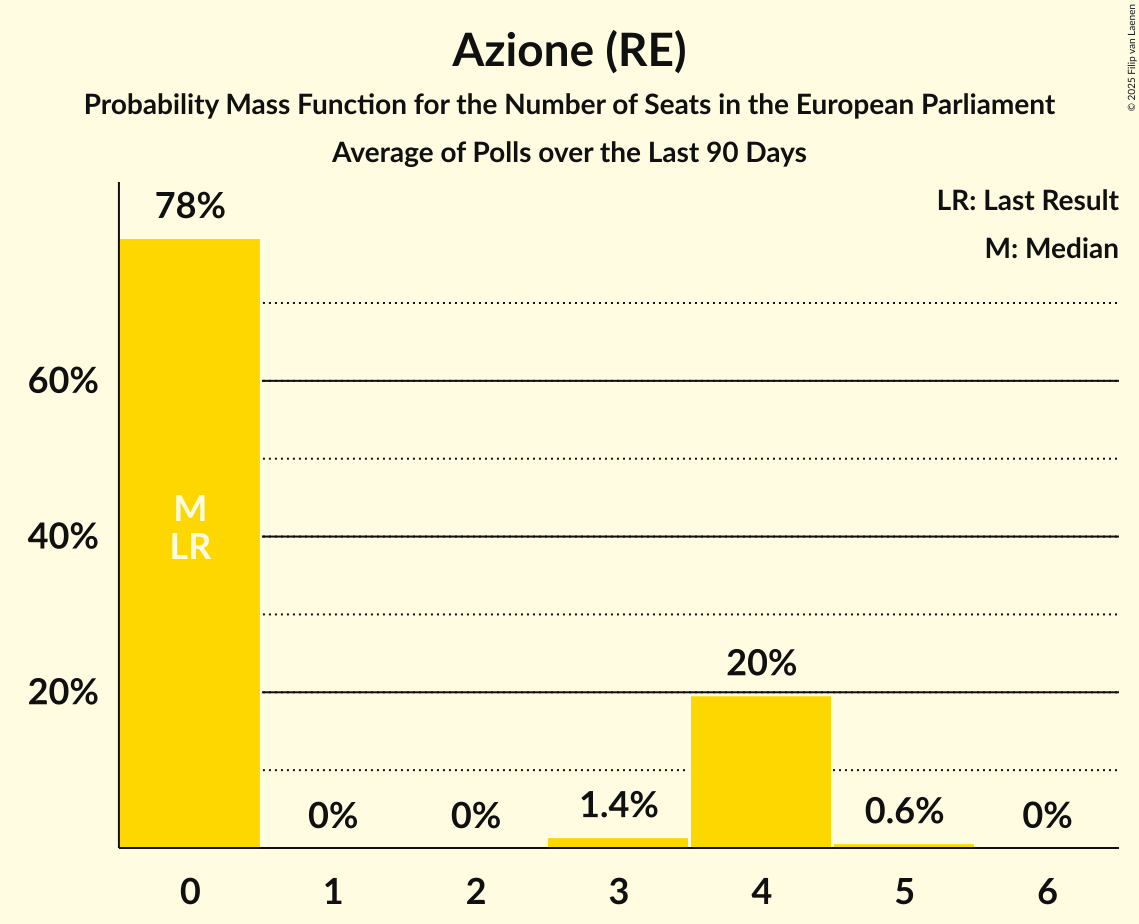 Azione (RE)
Probability Mass Function for the Number of Seats in the European Parliament
Average of Polls over the Last 90 Days
© 2025 Filip van Laenen
LR: Last Result
M: Median
78%
60%
40%
20%
M
LR
0%
0%
1.4%
20%
0.6%
0%
0
1
2
3
4
5
6